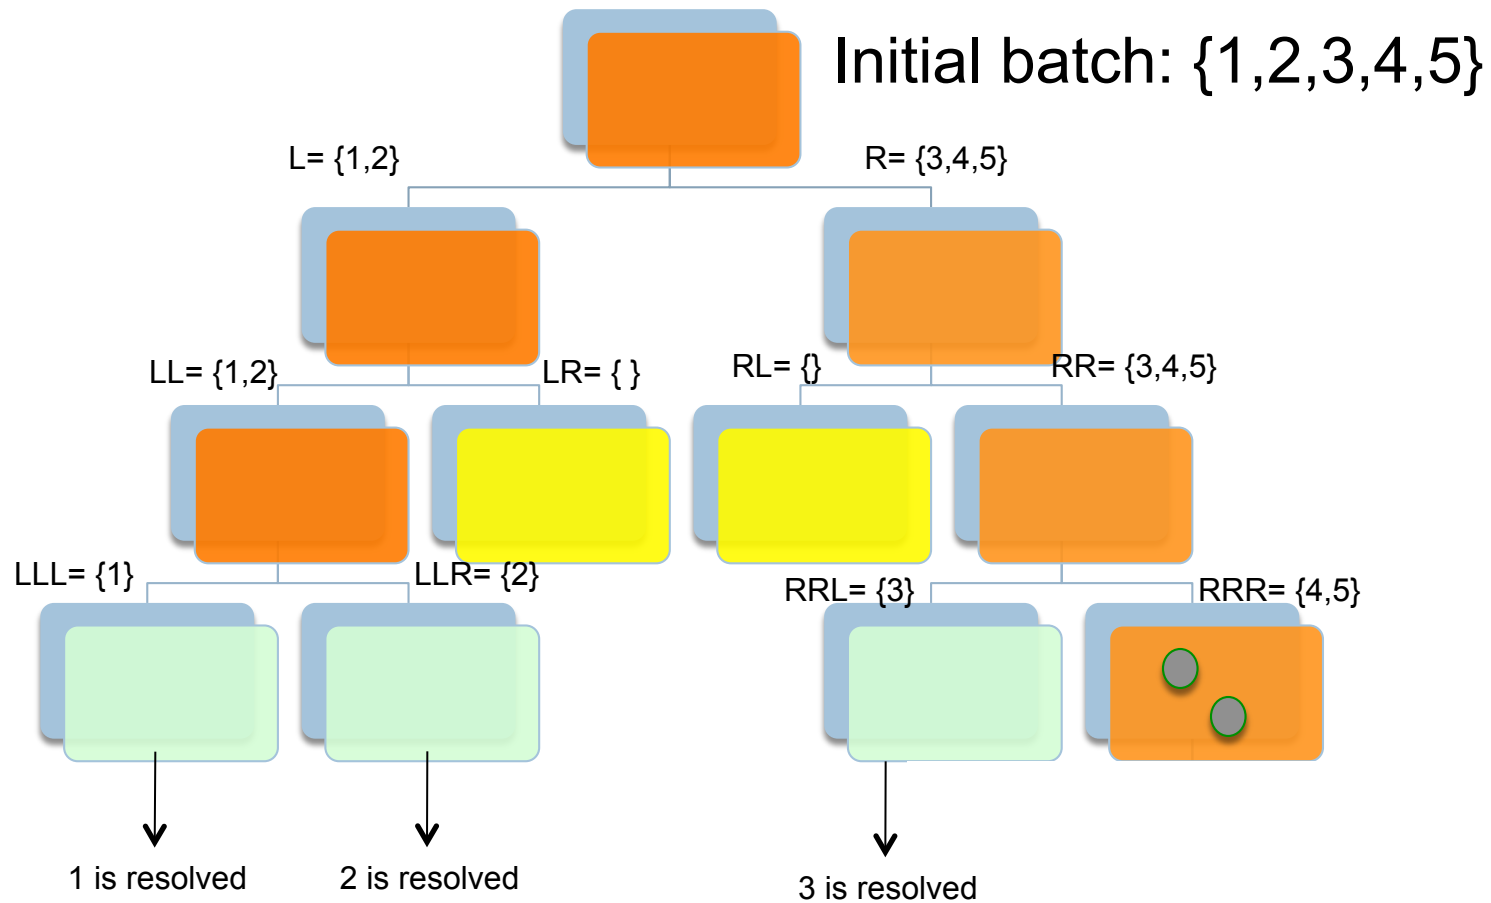 Initial batch: {1,2,3,4,5}
L= {1,2}
R= {3,4,5}
LL= {1,2}
LR= { }
RL= {}
RR= {3,4,5}
LLL= {1}
LLR= {2}
RRL= {3}
RRR= {4,5}
1 is resolved
2 is resolved
3 is resolved